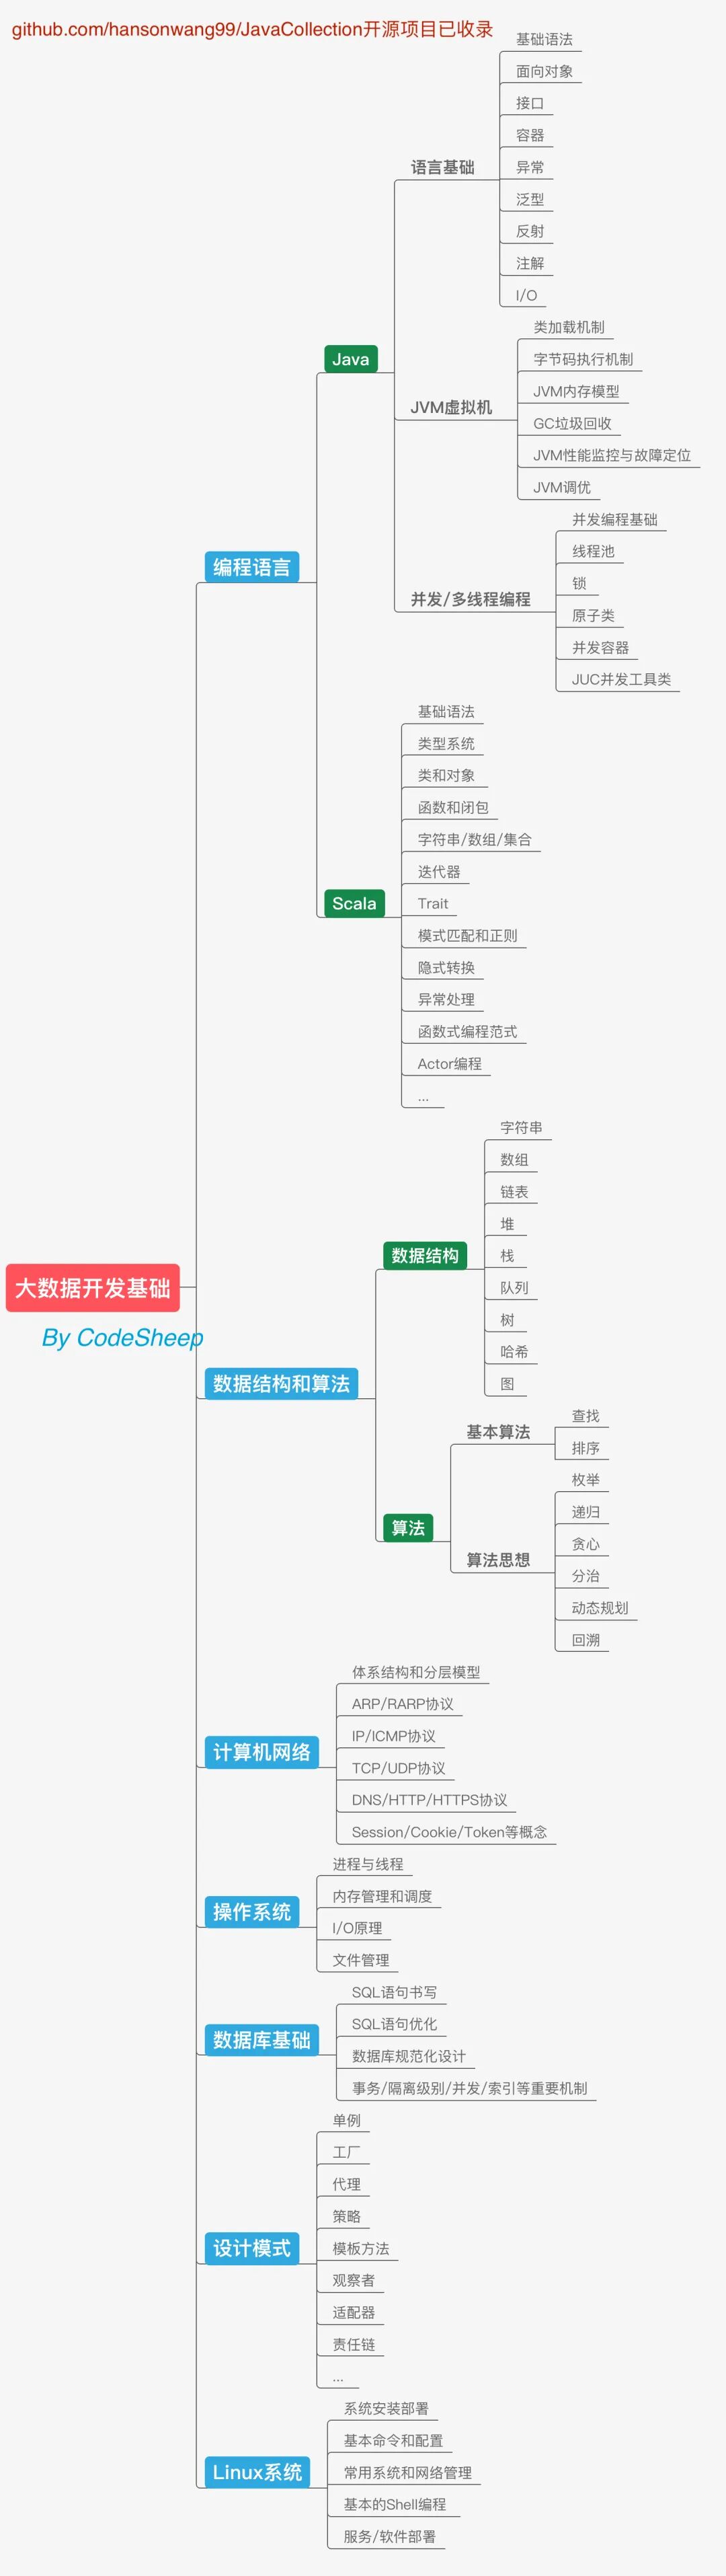 github.com/hansonwang99/JavaCollection开源项目已收录
大数据开发基础
By CodeSheep
编程语言
Java
语言基础
基础语法
面向对象
接口
容器
异常
泛型
反射
注解
I/O
JVM虚拟机
类加载机制
字节码执行机制
JVM内存模型
GC垃圾回收
JVM性能监控与故障定位
JVM调优
并发/多线程编程
并发编程基础
线程池
锁
原子类
并发容器
JUC并发工具类
Scala
基础语法
类型系统
类和对象
函数和闭包
字符串/数组/集合
迭代器
Trait
模式匹配和正则
隐式转换
异常处理
函数式编程范式
Actor编程
...
数据结构和算法
数据结构
字符串
数组
链表
堆
栈
队列
树
哈希
图
算法
基本算法
查找
排序
算法思想
枚举
递归
贪心
分治
动态规划
回溯
计算机网络
体系结构和分层模型
ARP/RARP协议
IP/ICMP协议
TCP/UDP协议
DNS/HTTP/HTTPS协议
Session/Cookie/Token等概念
操作系统
进程与线程
内存管理和调度
I/O原理
文件管理
数据库基础
SQL语句书写
SQL语句优化
数据库规范化设计
事务/隔离级别/并发/索引等重要机制
设计模式
单例
工厂
代理
策略
模板方法
观察者
适配器
责任链
...
Linux系统
系统安装部署
基本命令和配置
常用系统和网络管理
基本的Shell编程
服务/软件部署